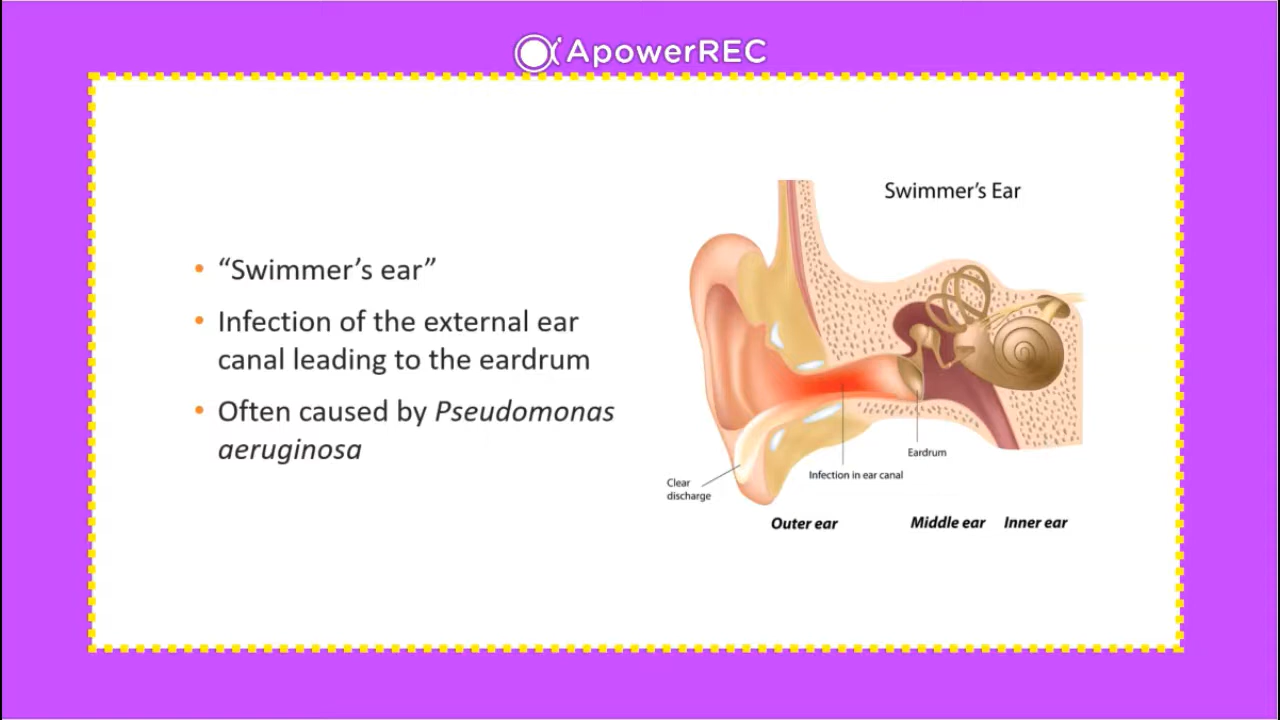 ApowerREC
• “Swimmer’s ear”
• Infection of the external ear
canal leading to the eardrum
• Often caused by Pseudomonas
aeruginosa
Swimmer’s Ear
Eardrum
Infection in ear canal
Clear
discharge
Outer ear
Middle ear
Inner ear